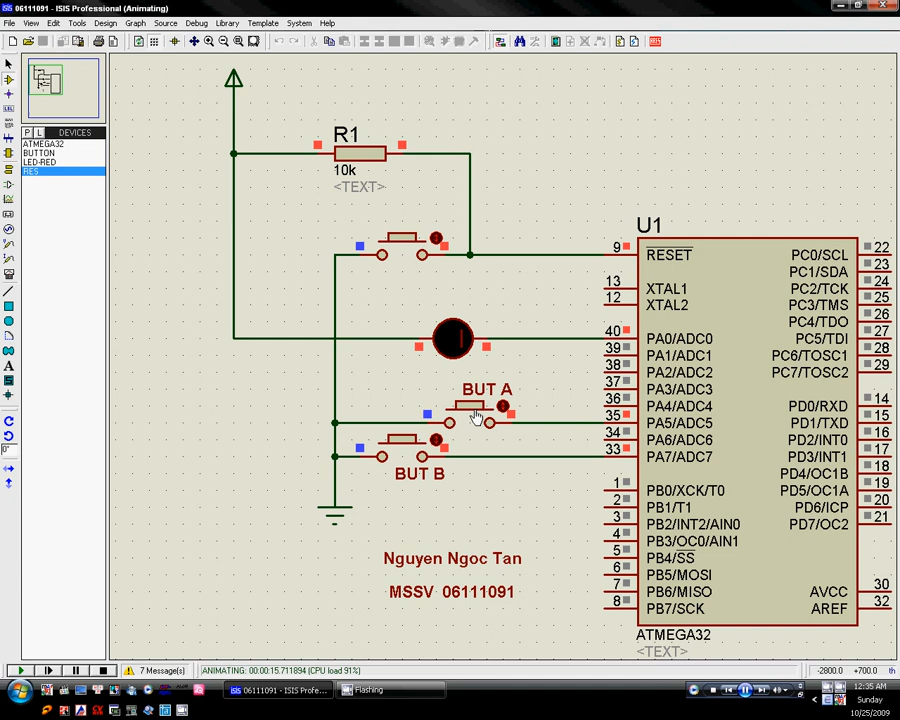 ISIS 06111091 - ISIS Professional (Animating)
File View Edit Tools Design Graph Source Debug Library Template System Help
P L DEVICES
ATMEGA32
BUTTON
LED-RED
RES
0°
R1
10k
<TEXT>
BUT A
BUT B
Nguyen Ngoc Tan
MSSV 06111091
U1
9 RESET PC0/SCL 22
PC1/SDA 23
13 XTAL1 PC2/TCK 24
12 XTAL2 PC3/TMS 25
PC4/TDO 26
40 PA0/ADC0 PC5/TDI 27
39 PA1/ADC1 PC6/TOSC1 28
38 PA2/ADC2 PC7/TOSC2 29
37 PA3/ADC3
36 PA4/ADC4 PD0/RXD 14
35 PA5/ADC5 PD1/TXD 15
34 PA6/ADC6 PD2/INT0 16
33 PA7/ADC7 PD3/INT1 17
PD4/OC1B 18
1 PB0/XCK/T0 PD5/OC1A 19
2 PB1/T1 PD6/ICP 20
3 PB2/INT2/AIN0 PD7/OC2 21
4 PB3/OC0/AIN1
5 PB4/SS
6 PB5/MOSI
7 PB6/MISO AVCC 30
8 PB7/SCK AREF 32
ATMEGA32
<TEXT>
7 Message(s) ANIMATING: 00:00:15.711894 (CPU load 91%) -2800.0 +700.0 th
ISIS 06111091 - ISIS Profe... Flashing
12:35 AM
Sunday
10/25/2009